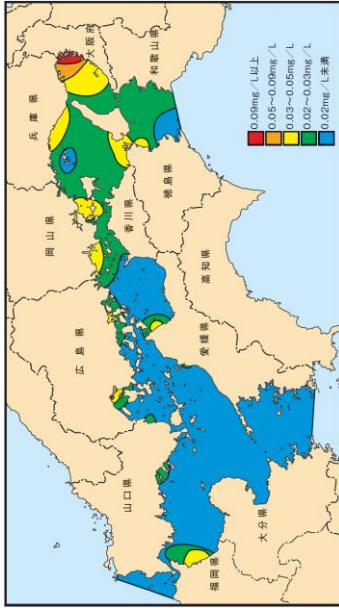 兵庫県
大阪府
岡山県
和歌山県
広島県
香川県
徳島県
愛媛県
高知県
山口県
福岡県
大分県
0.09mg/L以上
0.05~0.09mg/L
0.03~0.05mg/L
0.02~0.03mg/L
0.02mg/L未満